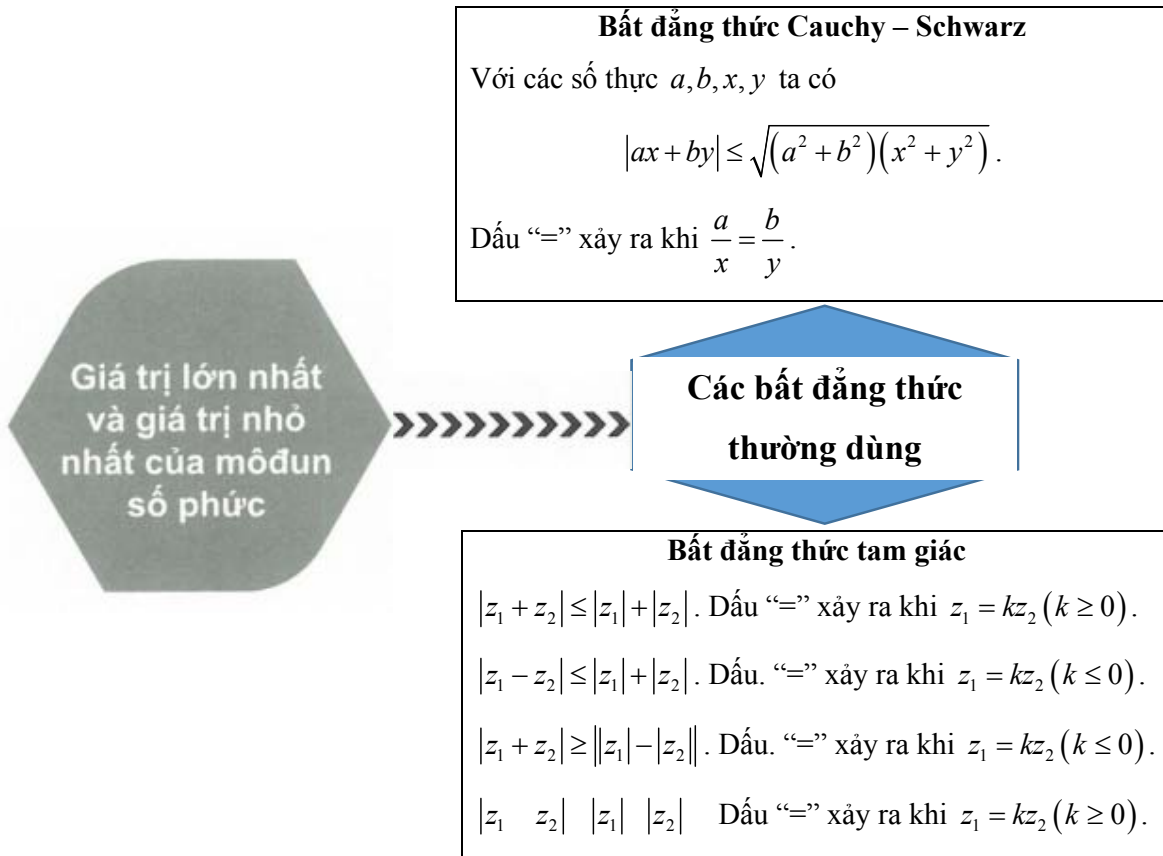 Bất đẳng thức Cauchy – Schwarz
Với các số thực a, b, x, y ta có
|ax + by| ≤ √((a² + b²)(x² + y²)) .
Dấu “=” xảy ra khi a/x = b/y .
Giá trị lớn nhất
và giá trị nhỏ
nhất của môđun
số phức
Các bất đẳng thức
thường dùng
Bất đẳng thức tam giác
|z₁ + z₂| ≤ |z₁| + |z₂| . Dấu “=” xảy ra khi z₁ = kz₂ (k ≥ 0) .
|z₁ − z₂| ≤ |z₁| + |z₂| . Dấu. “=” xảy ra khi z₁ = kz₂ (k ≤ 0) .
|z₁ + z₂| ≥ ||z₁| − |z₂|| . Dấu. “=” xảy ra khi z₁ = kz₂ (k ≤ 0) .
|z₁ z₂| |z₁| |z₂| Dấu “=” xảy ra khi z₁ = kz₂ (k ≥ 0) .